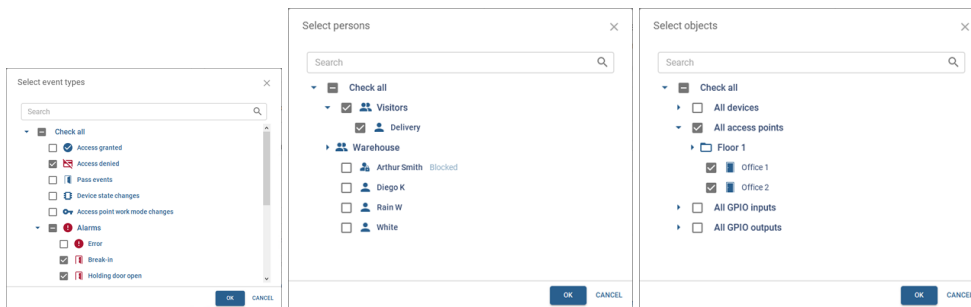 Select event types
Search
Check all
Access granted
Access denied
Pass events
Device state changes
Access point work mode changes
Alarms
Error
Break-in
Holding door open
OK CANCEL
Select persons
Search
Check all
Visitors
Delivery
Warehouse
Arthur Smith Blocked
Diego K
Rain W
White
OK CANCEL
Select objects
Search
Check all
All devices
All access points
Floor 1
Office 1
Office 2
All GPIO inputs
All GPIO outputs
OK CANCEL